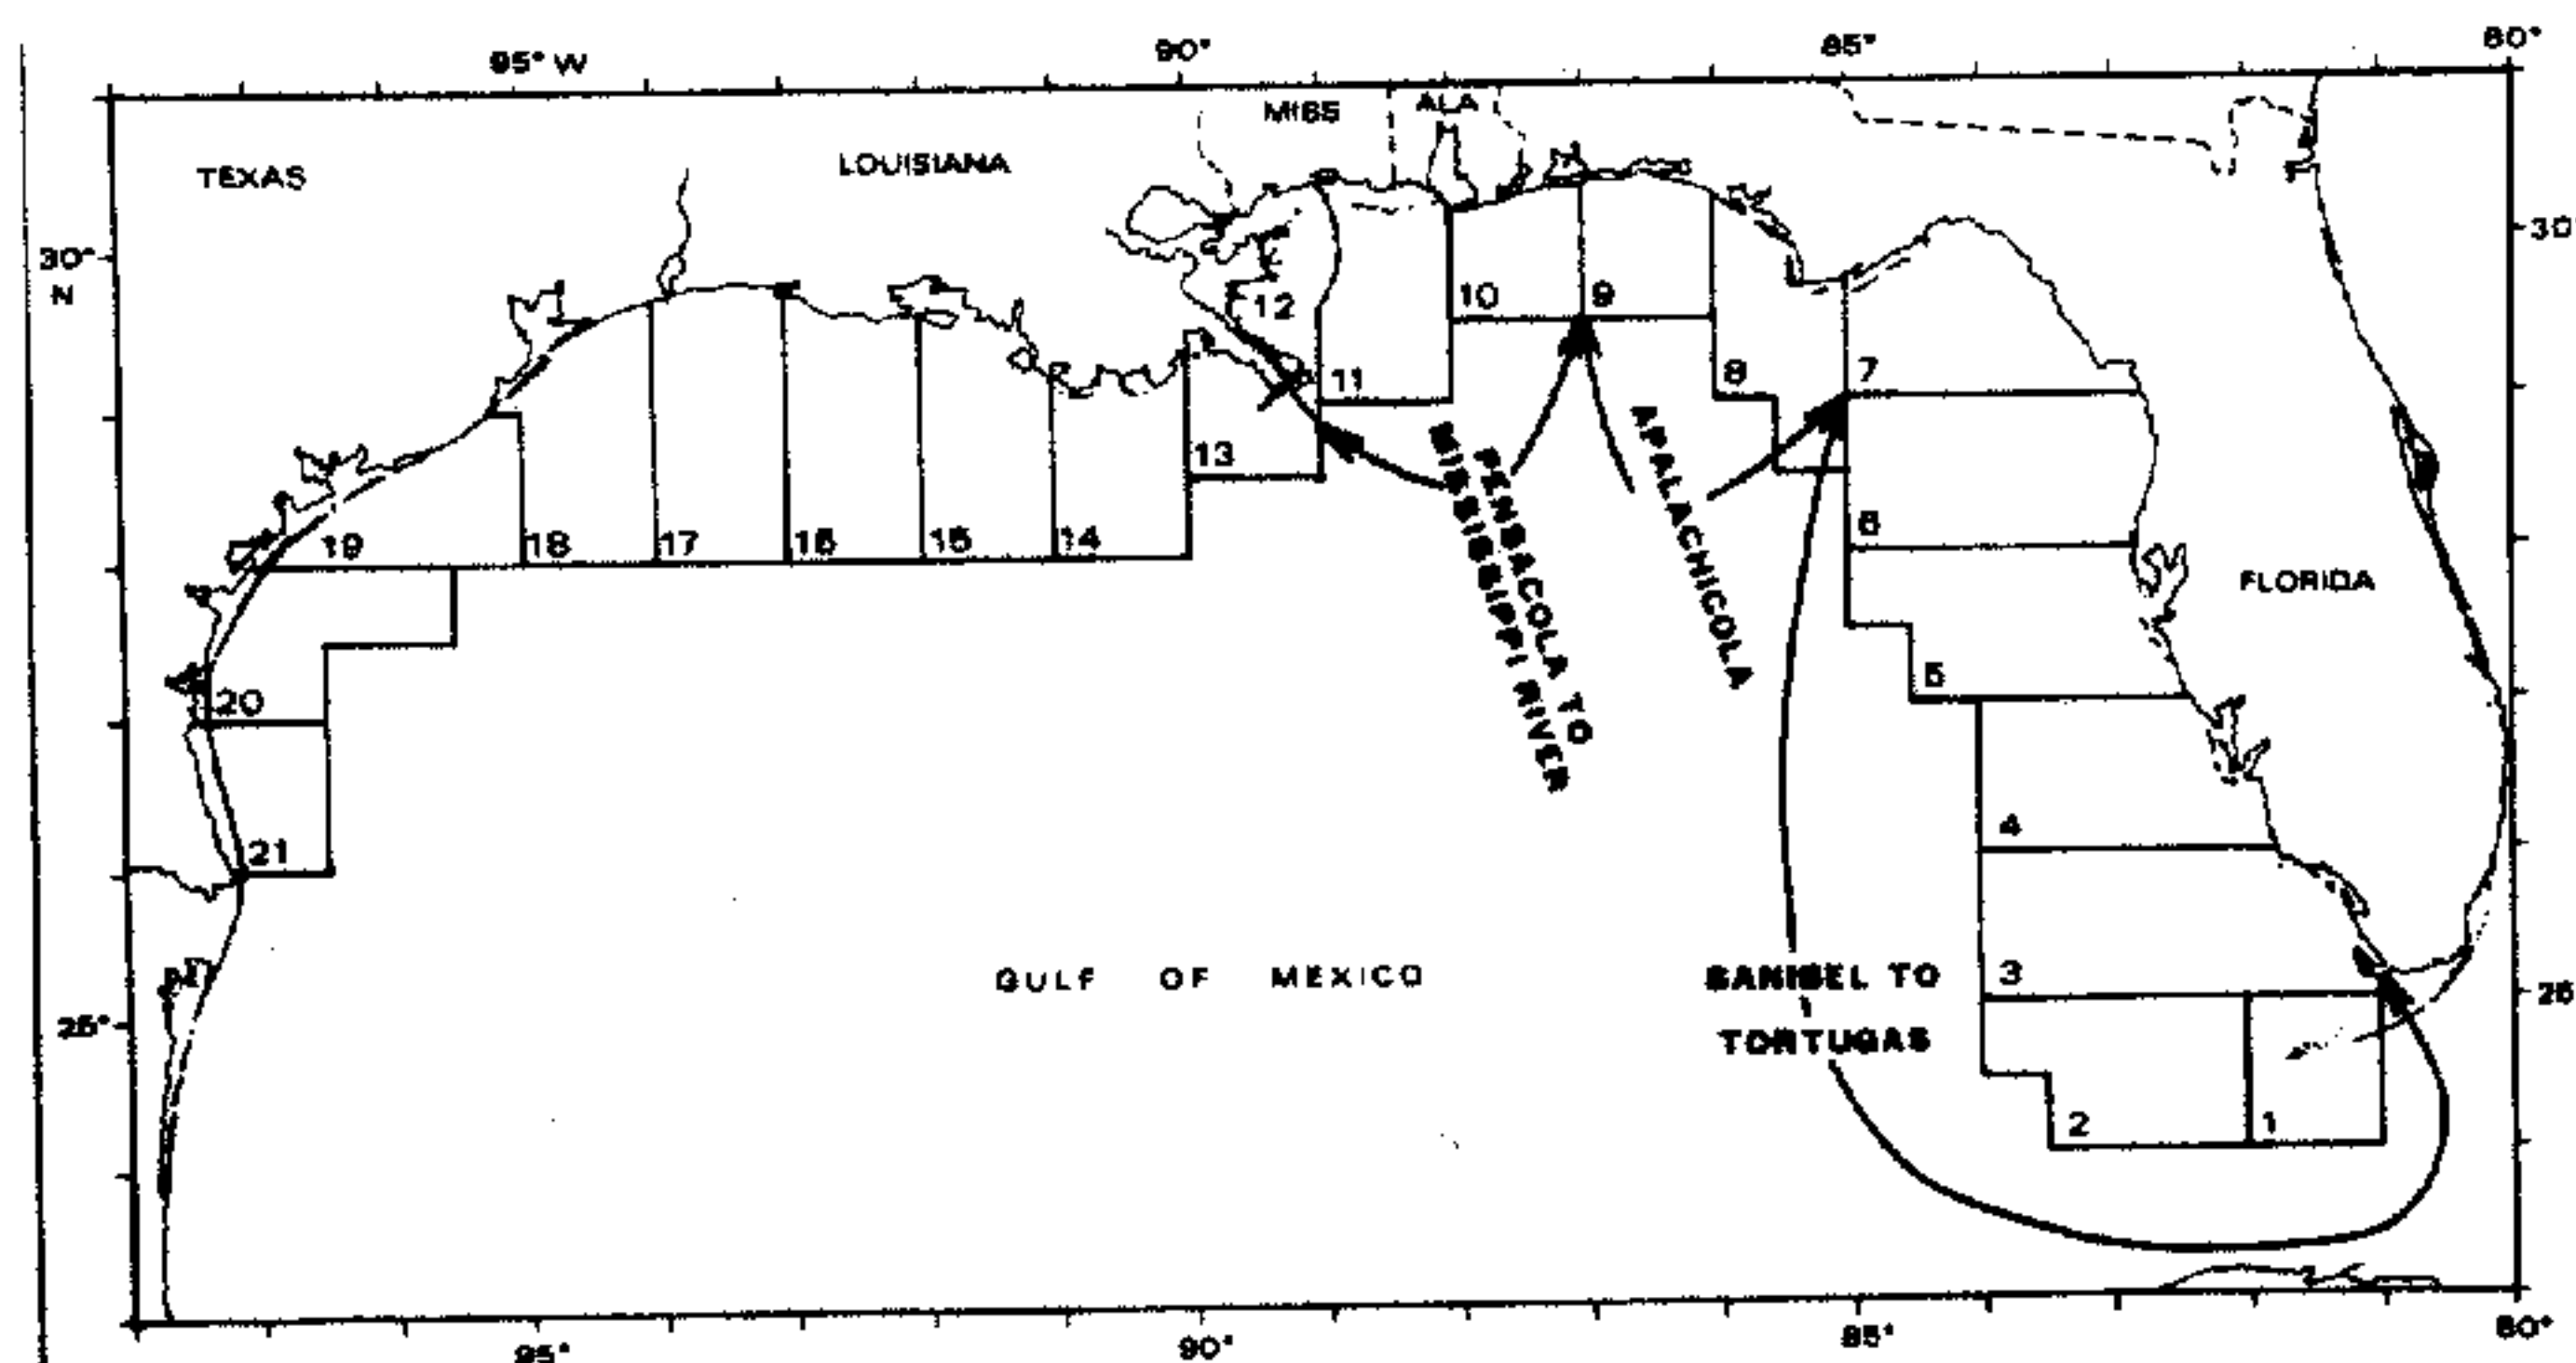 95° W
90°
85°
80°
MISS
ALA
TEXAS
LOUISIANA
30°
N
30
12
10
9
11
8
7
13
19
18
17
16
15
14
6
PENSACOLA TO
MISSISSIPPI RIVER
APALACHICOLA
FLORIDA
20
5
21
4
GULF OF MEXICO
SANIBEL TO
TORTUGAS
3
25°
25
2
1
95°
90°
85°
80°